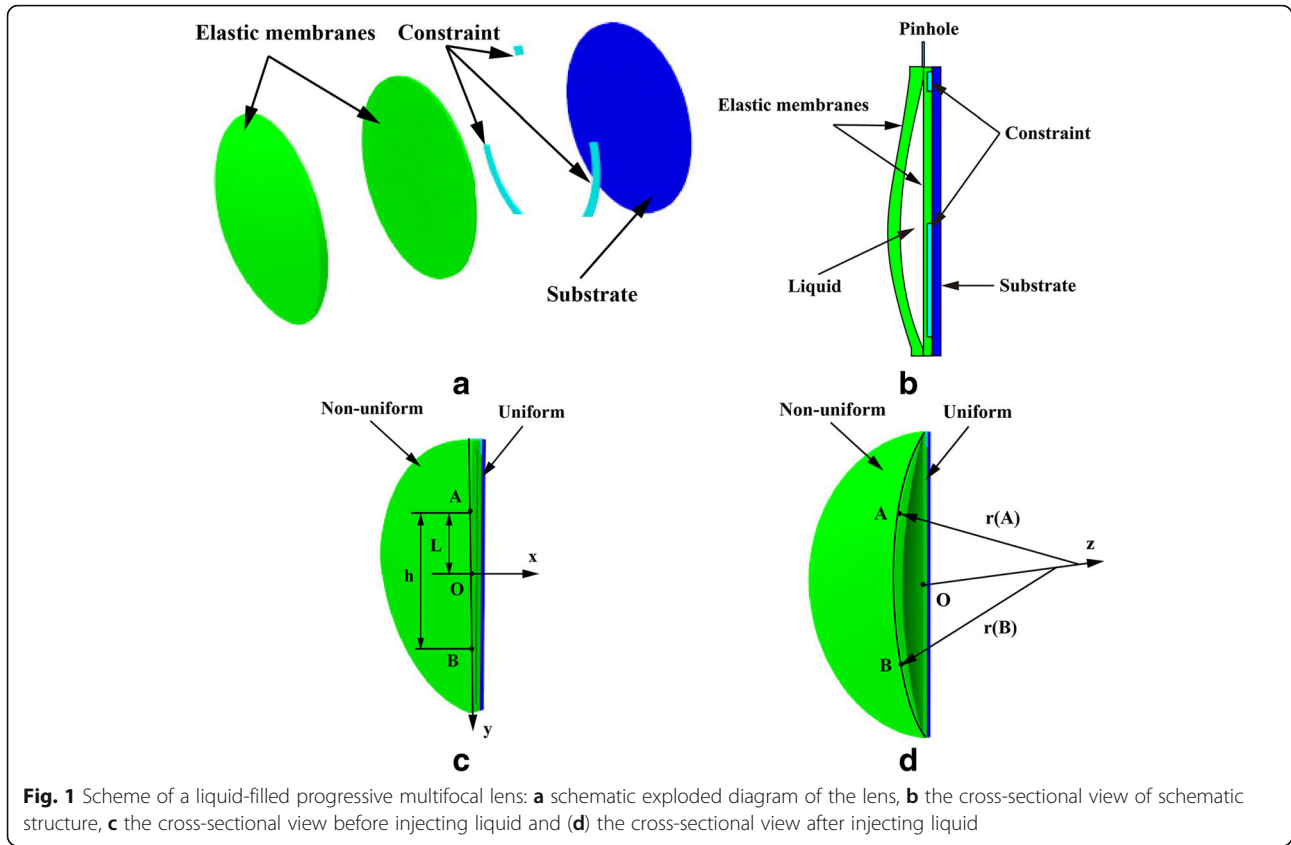 Elastic membranes
Constraint
Substrate
a
Pinhole
Elastic membranes
Constraint
Liquid
Substrate
b
Non-uniform
Uniform
A
L
h
x
O
B
y
c
Non-uniform
Uniform
A
r(A)
z
O
r(B)
B
d
Fig. 1 Scheme of a liquid-filled progressive multifocal lens: a schematic exploded diagram of the lens, b the cross-sectional view of schematic
structure, c the cross-sectional view before injecting liquid and (d) the cross-sectional view after injecting liquid